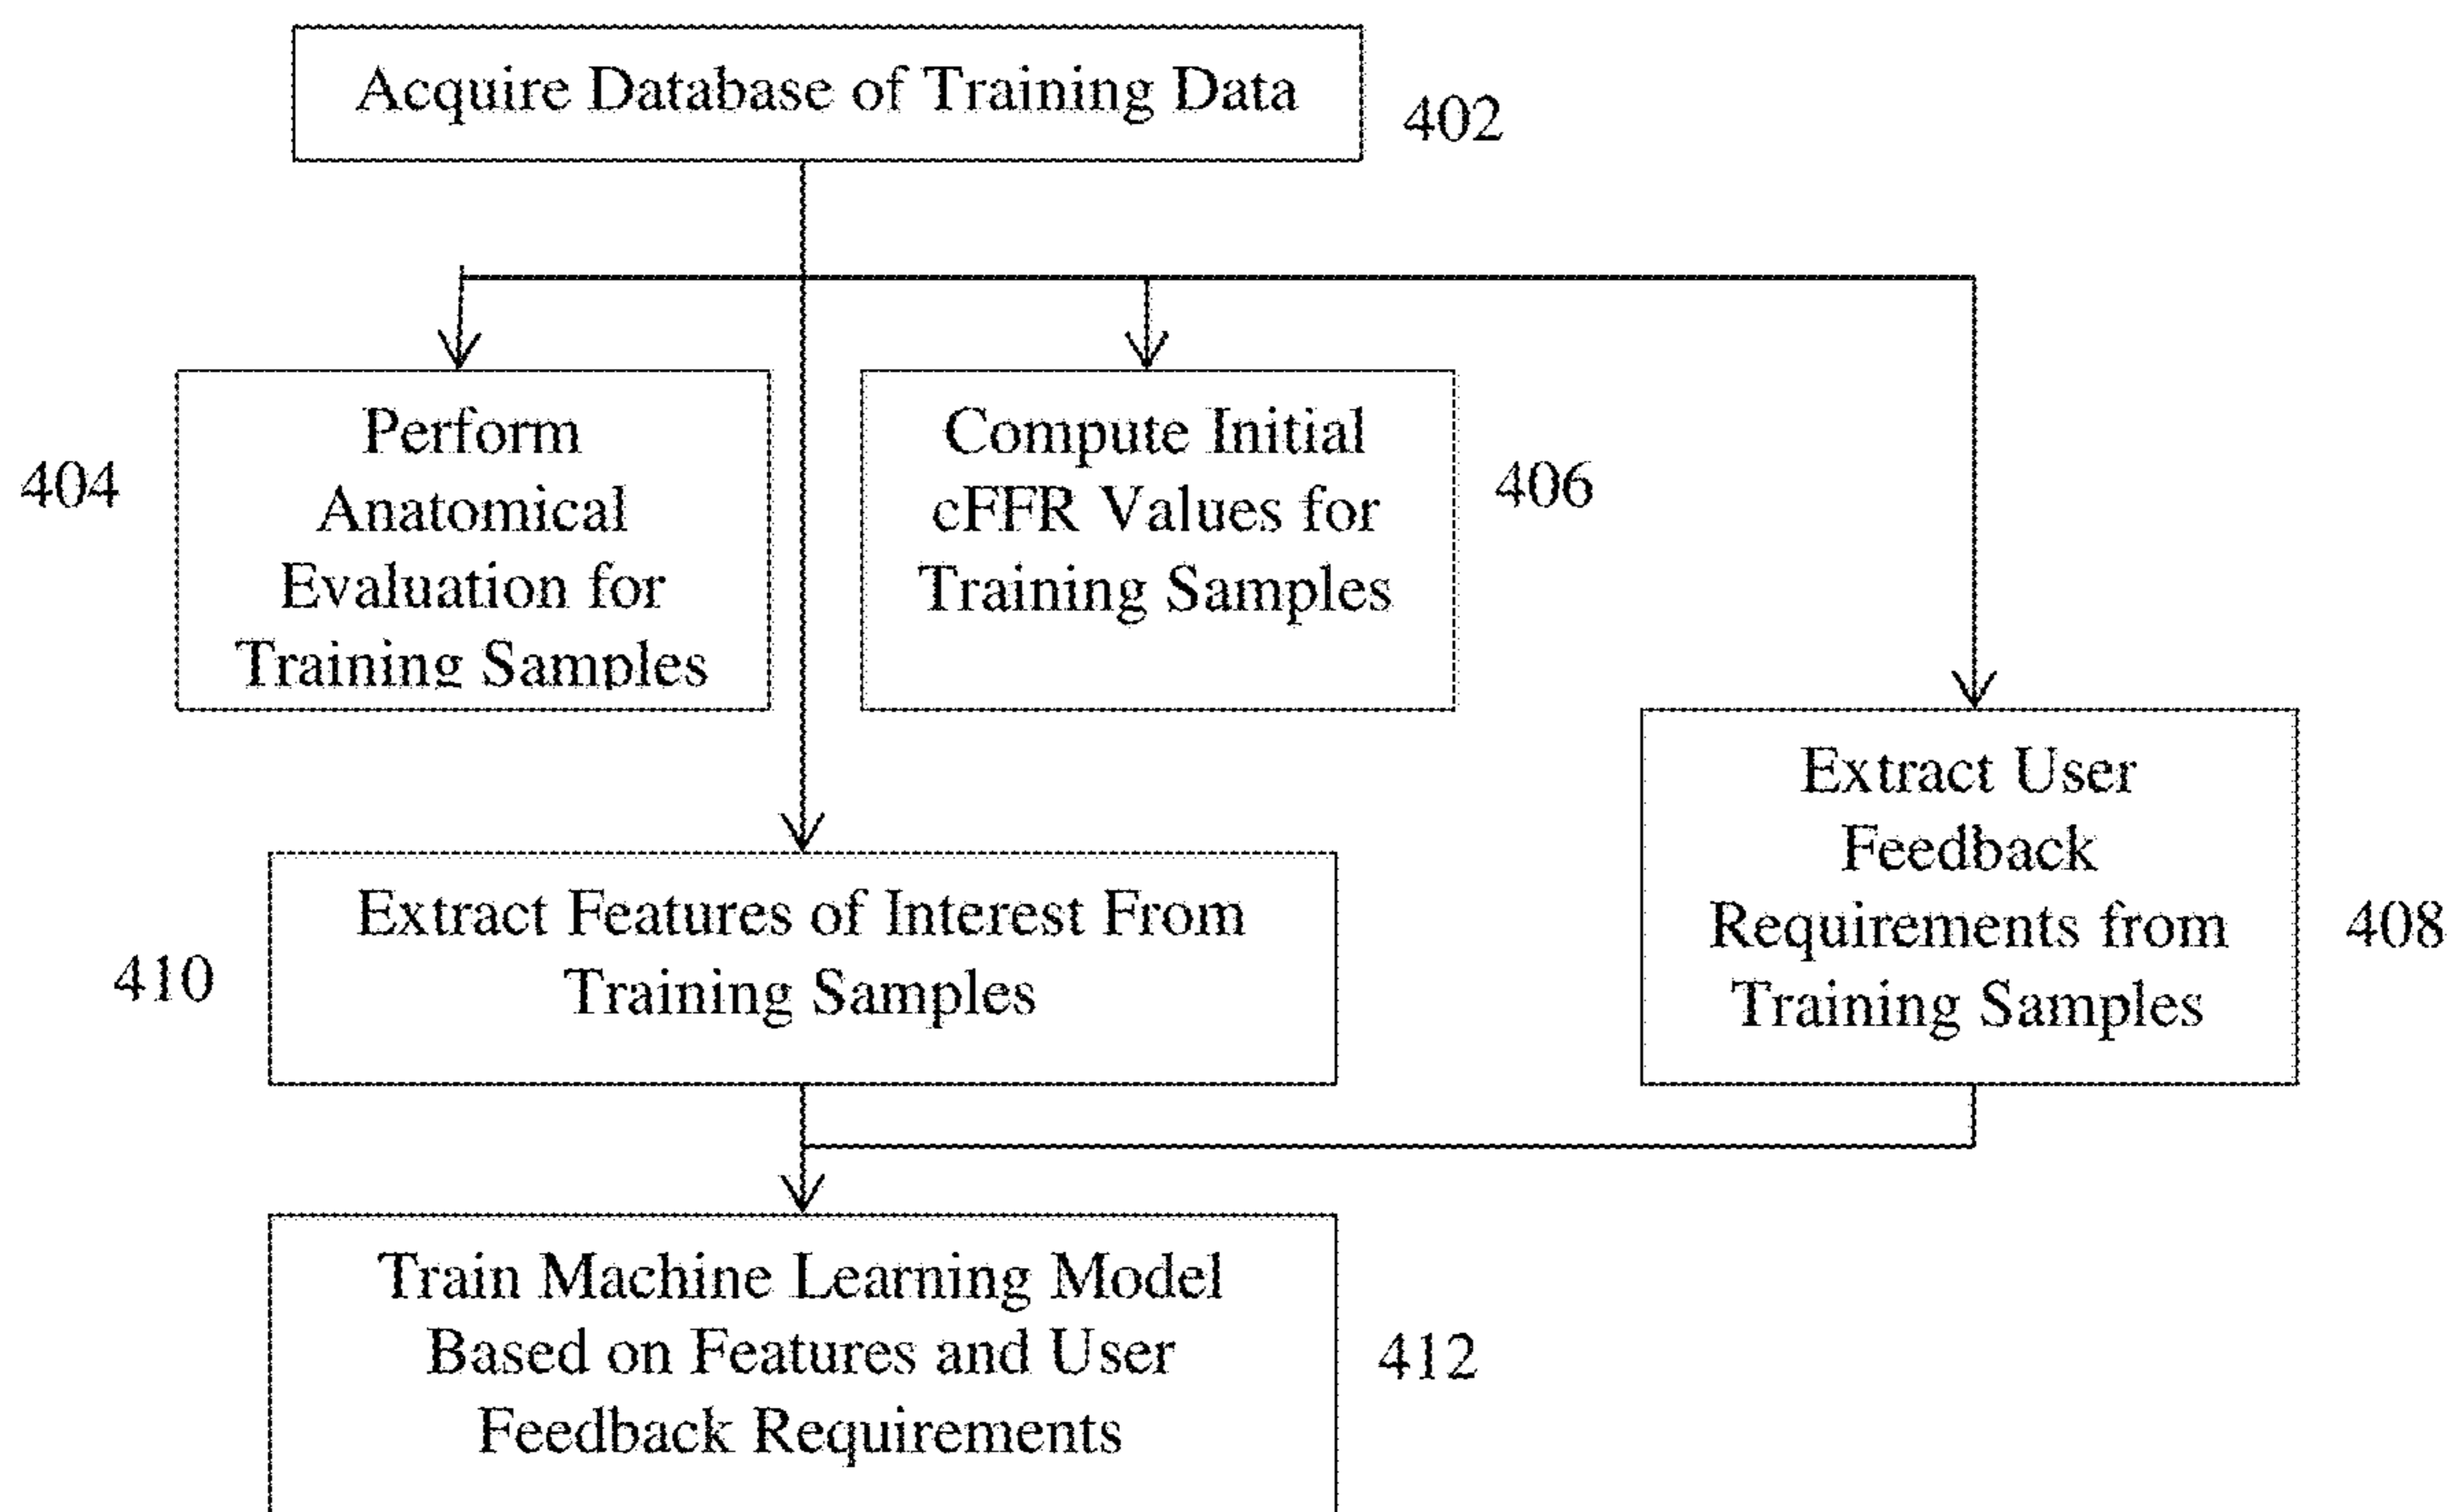 Acquire Database of Training Data
402
404
Perform
Anatomical
Evaluation for
Training Samples
Compute Initial
cFFR Values for
Training Samples
406
Extract User
Feedback
Requirements from
Training Samples
408
410
Extract Features of Interest From
Training Samples
Train Machine Learning Model
Based on Features and User
Feedback Requirements
412